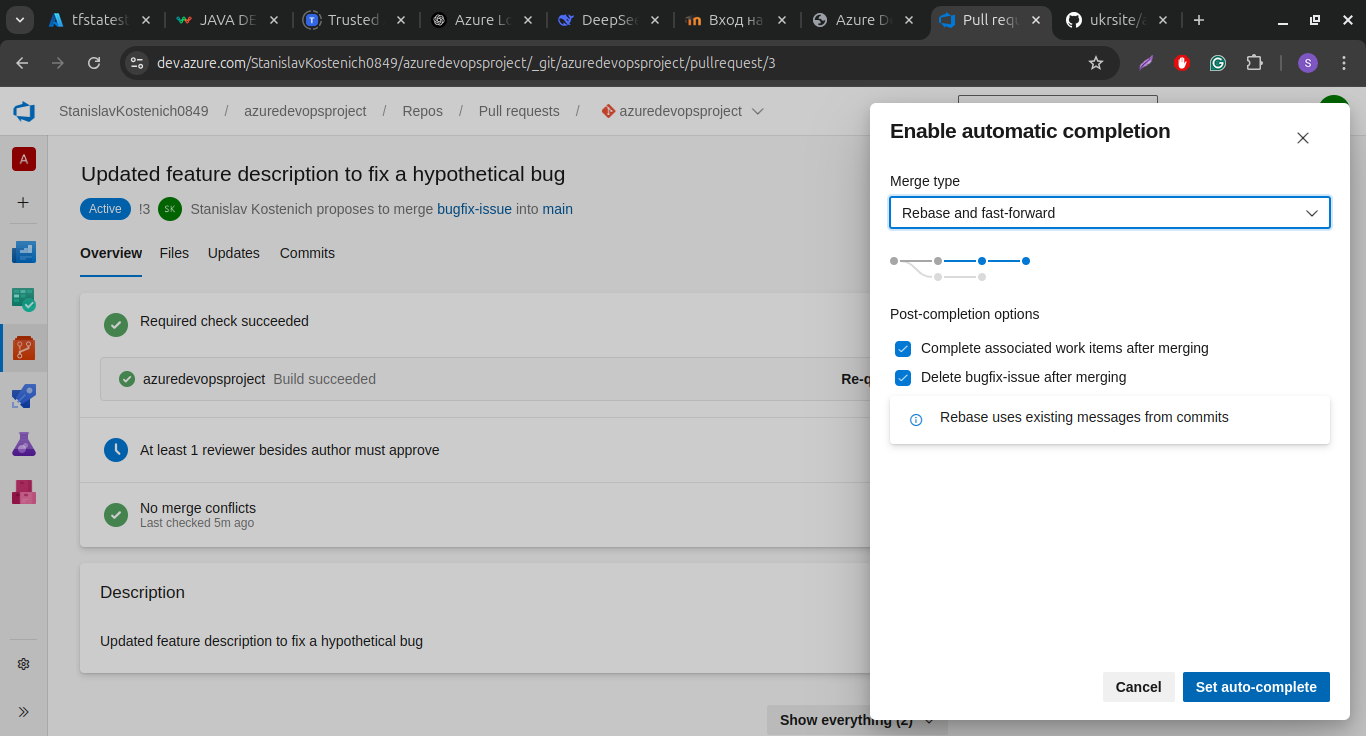 tfstatest
JAVA DE
Trusted
Azure Lo
DeepSee
Вход на
Azure D
Pull requ
ukrsite/a
dev.azure.com/StanislavKostenich0849/azuredevopsproject/_git/azuredevopsproject/pullrequest/3
S
StanislavKostenich0849 / azuredevopsproject / Repos / Pull requests / azuredevopsproject
A
Updated feature description to fix a hypothetical bug
Active !3 SK Stanislav Kostenich proposes to merge bugfix-issue into main
Overview Files Updates Commits
Required check succeeded
azuredevopsproject Build succeeded Re-q
At least 1 reviewer besides author must approve
No merge conflicts
Last checked 5m ago
Description
Updated feature description to fix a hypothetical bug
Show everything (2)
Enable automatic completion
Merge type
Rebase and fast-forward
Post-completion options
Complete associated work items after merging
Delete bugfix-issue after merging
Rebase uses existing messages from commits
Cancel Set auto-complete